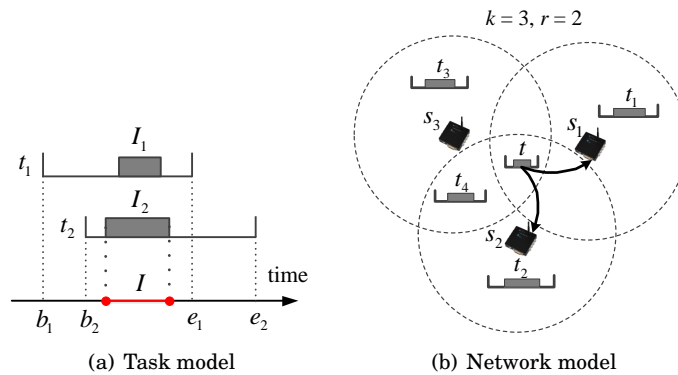 k = 3, r = 2
t₃
t₁
s₃
s₁
t
t₄
s₂
t₂
I₁
t₁
I₂
t₂
I
time
b₁ b₂ e₁ e₂
(a) Task model
(b) Network model